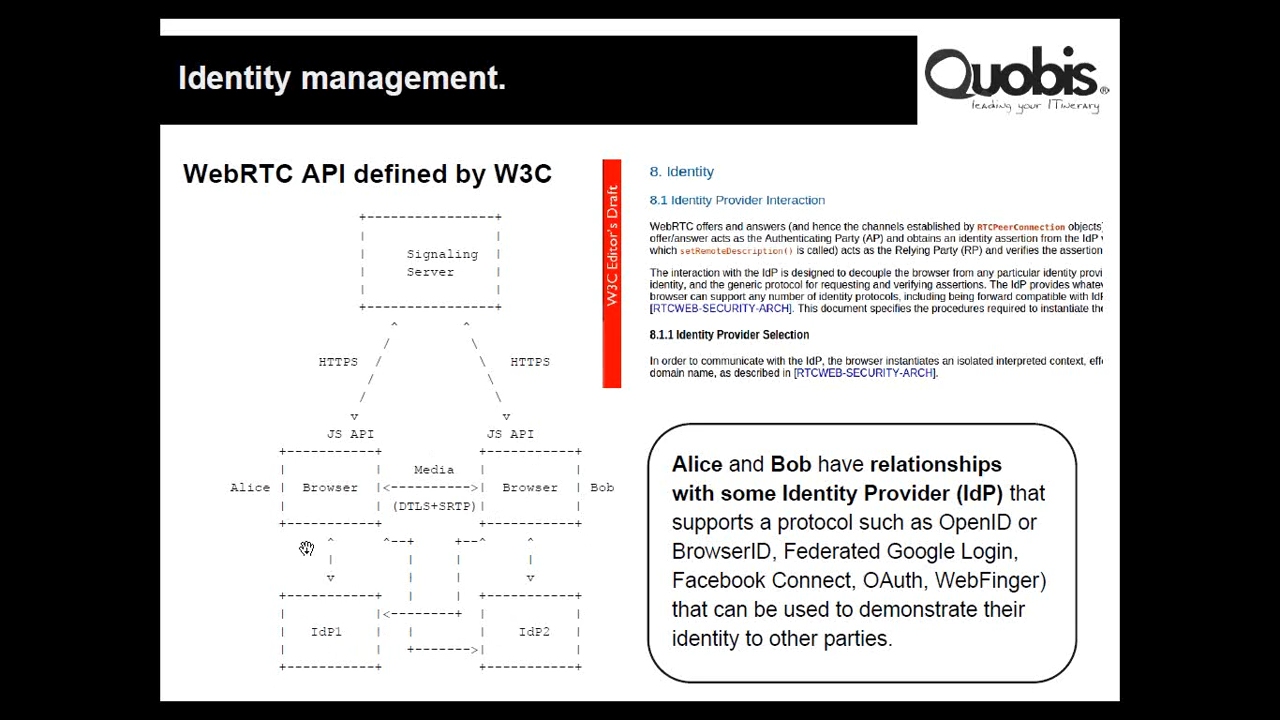 Identity management.
Quobis®
leading your ITinerary
WebRTC API defined by W3C
Signaling
Server
HTTPS
HTTPS
JS API
JS API
Media
Alice
Browser
Browser
Bob
(DTLS+SRTP)
IdP1
IdP2
W3C Editor's Draft
8. Identity
8.1 Identity Provider Interaction
WebRTC offers and answers (and hence the channels established by RTCPeerConnection objects)
offer/answer acts as the Authenticating Party (AP) and obtains an identity assertion from the IdP
which setRemoteDescription() is called) acts as the Relying Party (RP) and verifies the assertion
The interaction with the IdP is designed to decouple the browser from any particular identity provi
identity, and the generic protocol for requesting and verifying assertions. The IdP provides whatev
browser can support any number of identity protocols, including being forward compatible with IdP
[RTCWEB-SECURITY-ARCH]. This document specifies the procedures required to instantiate the
8.1.1 Identity Provider Selection
In order to communicate with the IdP, the browser instantiates an isolated interpreted context, effe
domain name, as described in [RTCWEB-SECURITY-ARCH].
Alice and Bob have relationships
with some Identity Provider (IdP) that
supports a protocol such as OpenID or
BrowserID, Federated Google Login,
Facebook Connect, OAuth, WebFinger)
that can be used to demonstrate their
identity to other parties.